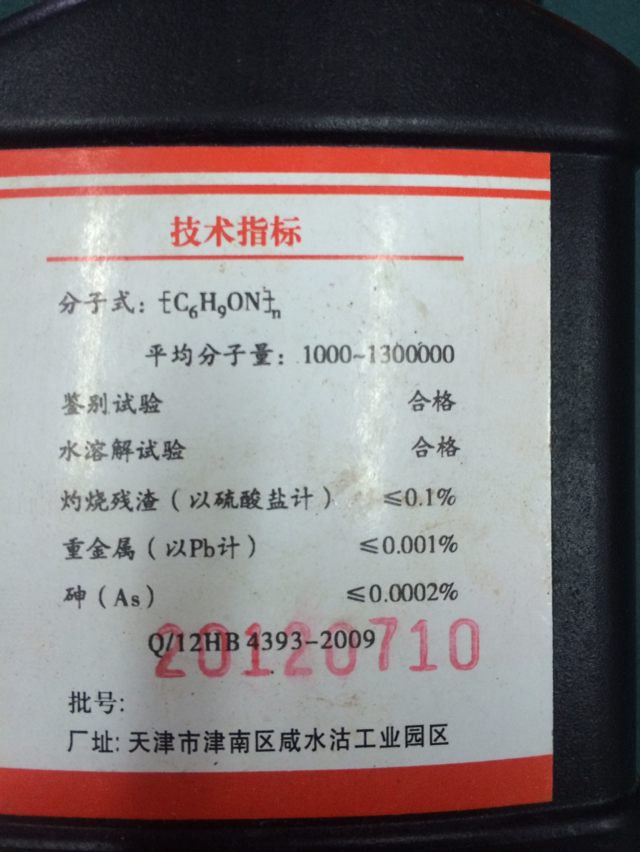 技术指标
分子式：{C₆H₉ON}ₙ
平均分子量：1000~1300000
鉴别试验 合格
水溶解试验 合格
灼烧残渣（以硫酸盐计） ≤0.1%
重金属（以Pb计） ≤0.001%
砷（As） ≤0.0002%
Q/12HB 4393-2009
20120710
批号:
厂址: 天津市津南区咸水沽工业园区